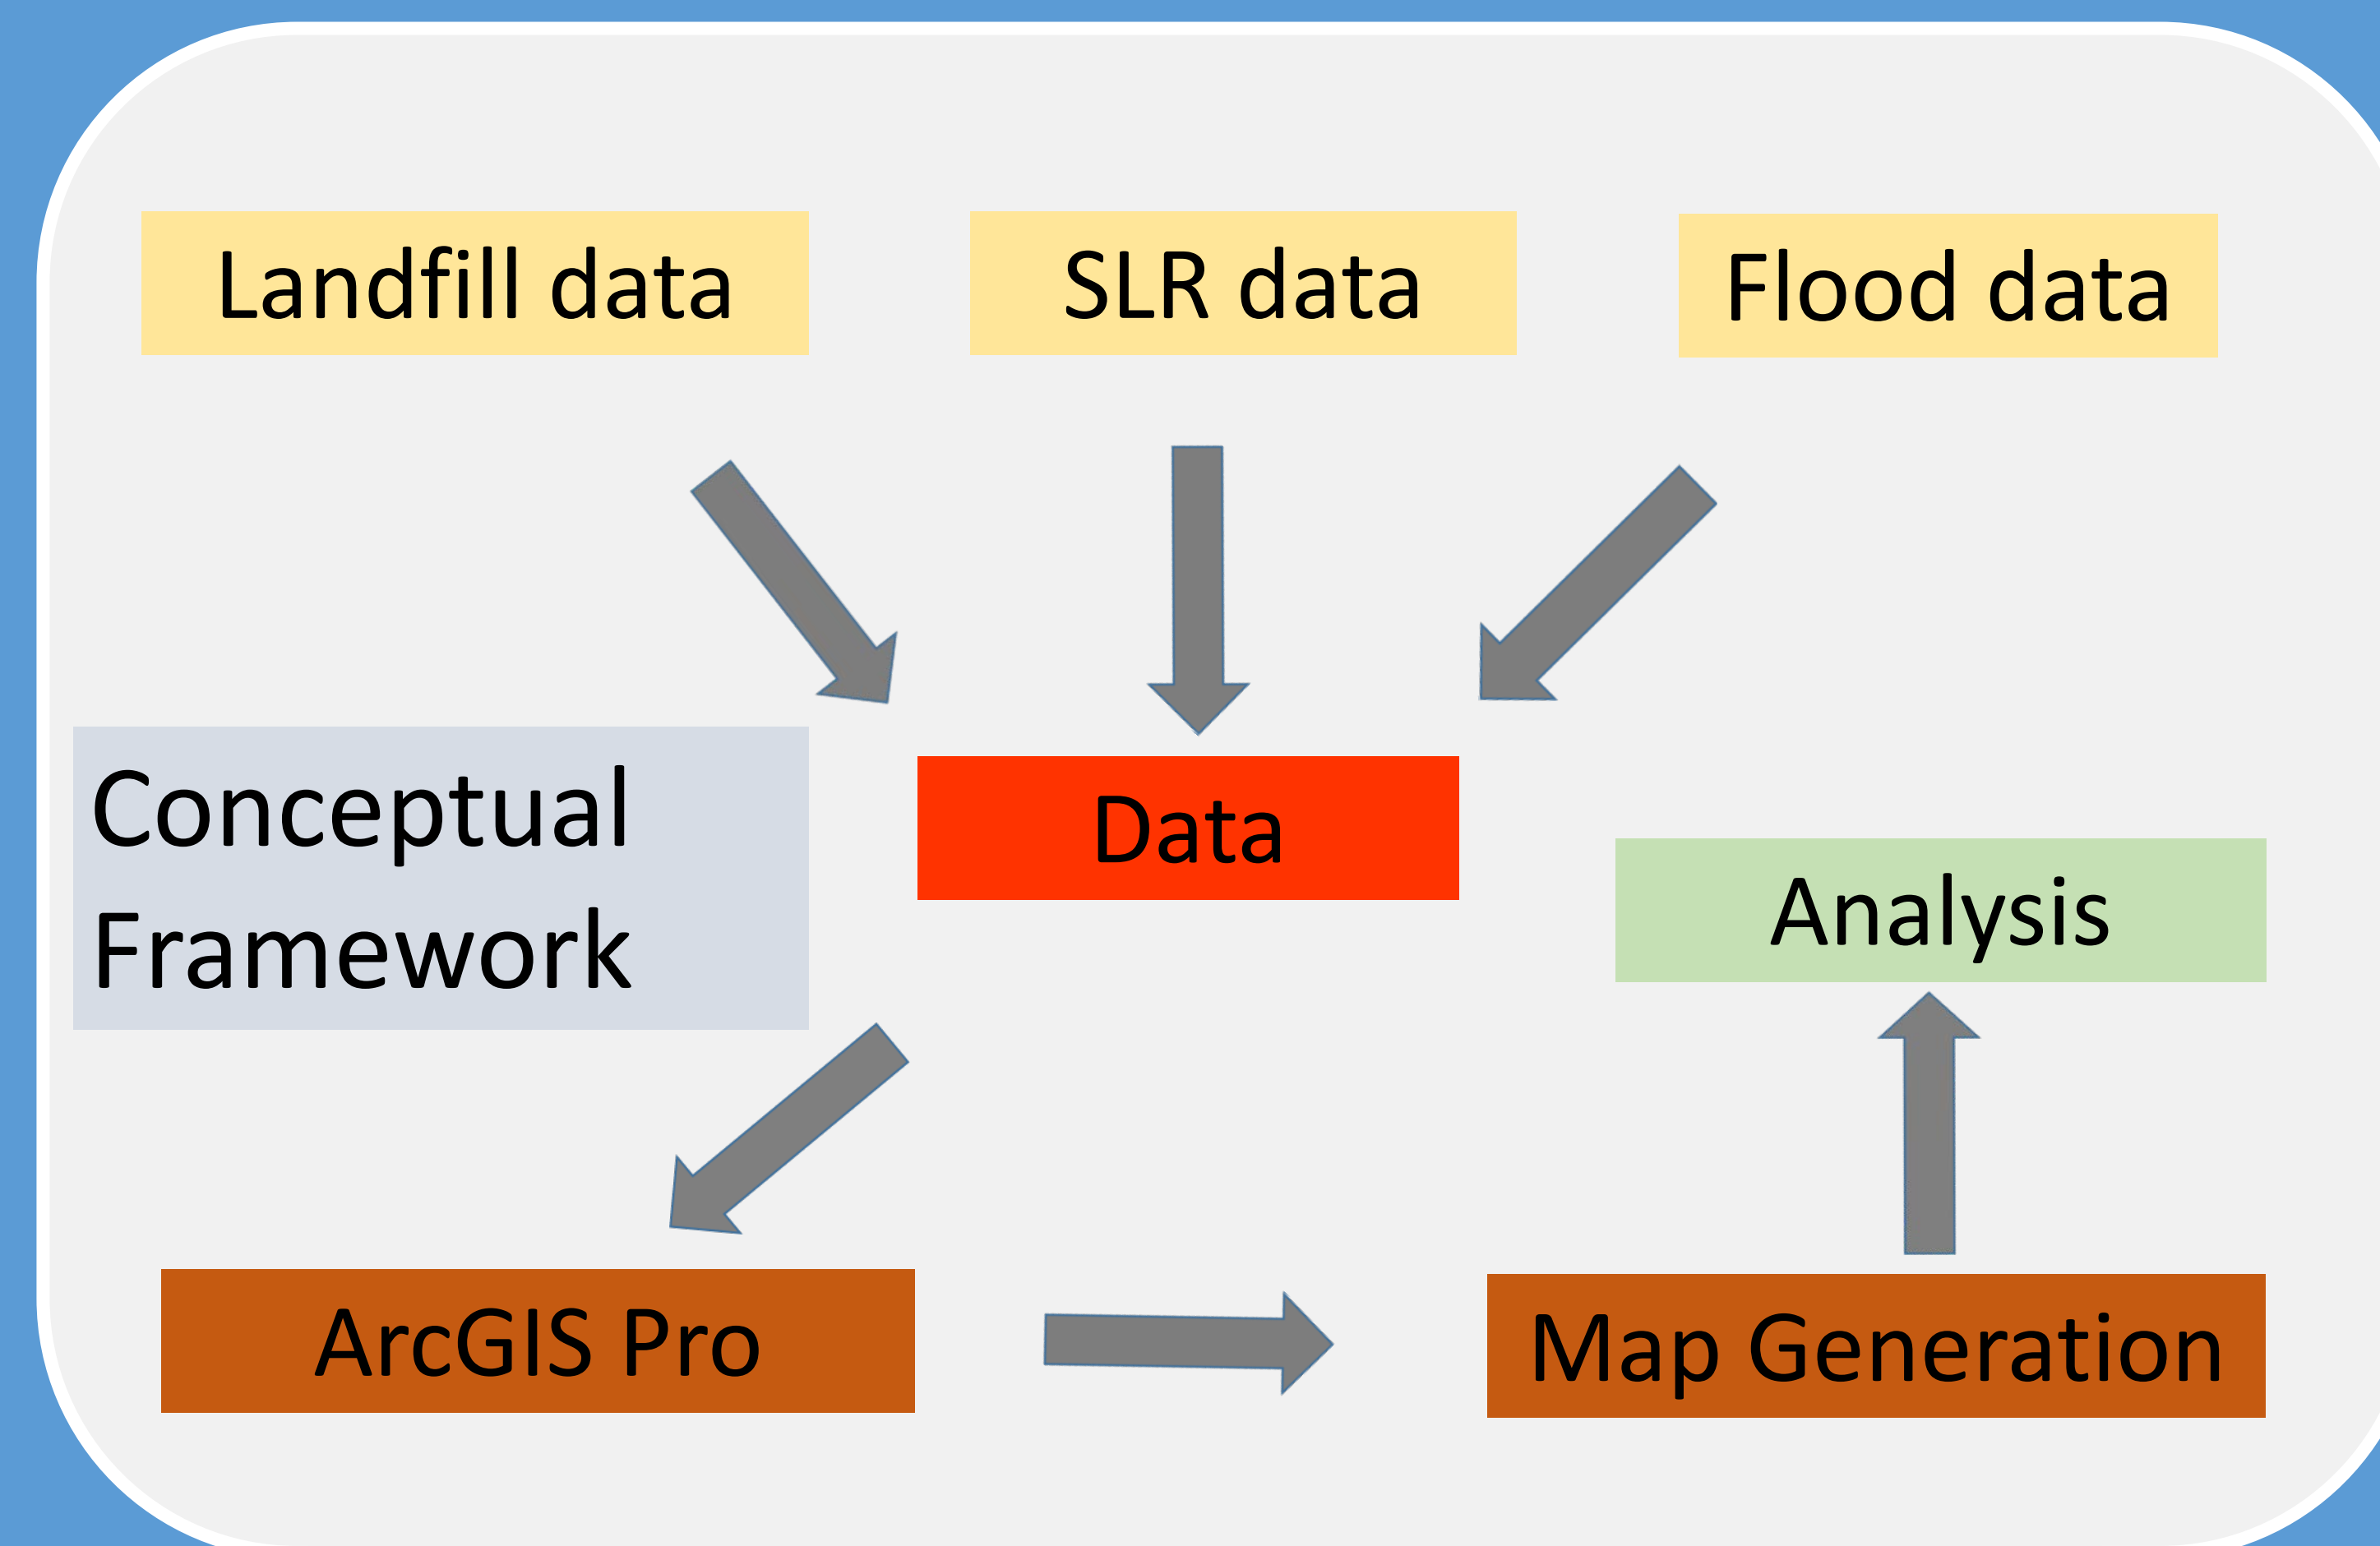 Landfill data
SLR data
Flood data
Conceptual
Framework
Data
Analysis
ArcGIS Pro
Map Generation